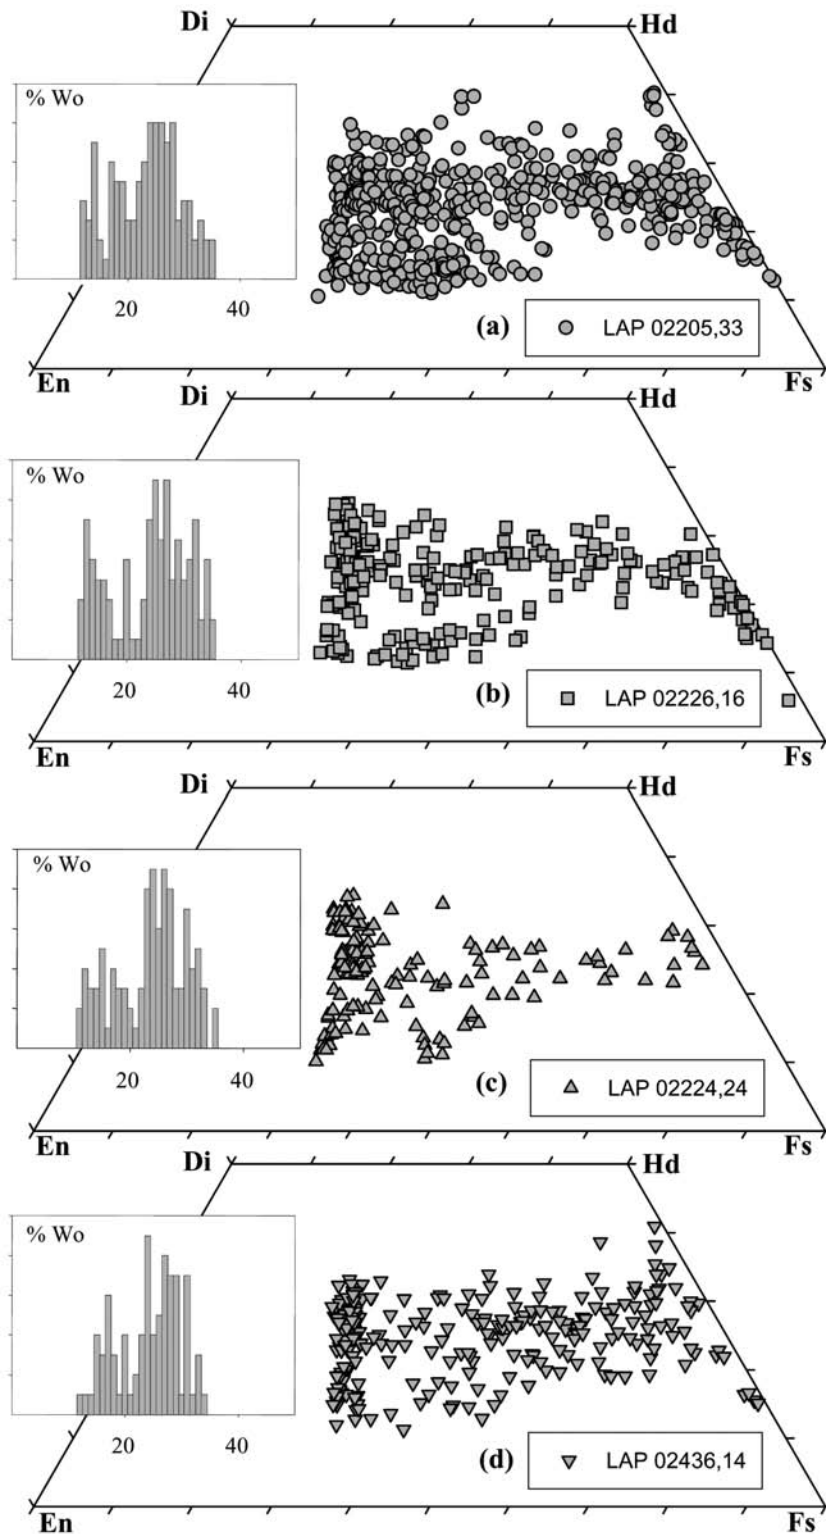 Di
Hd
% Wo
20
40
(a)
LAP 02205,33
En
Fs
Di
Hd
% Wo
20
40
(b)
LAP 02226,16
En
Fs
Di
Hd
% Wo
20
40
(c)
LAP 02224,24
En
Fs
Di
Hd
% Wo
20
40
(d)
LAP 02436,14
En
Fs